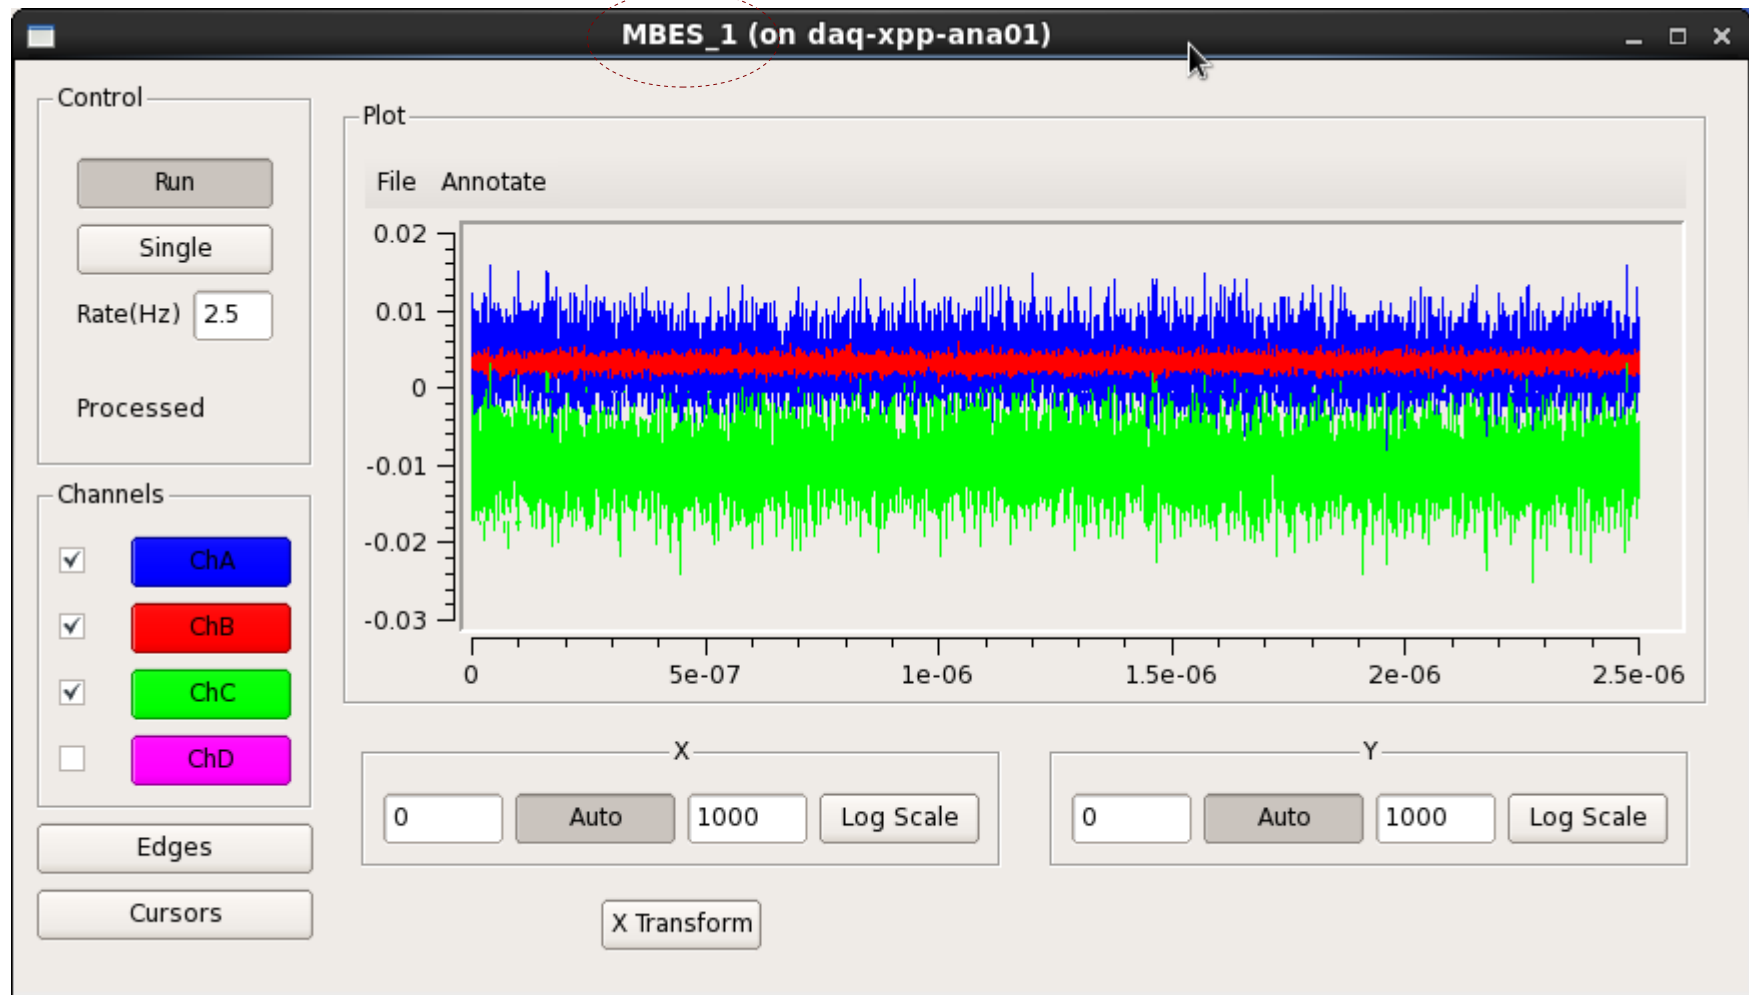 MBES_1 (on daq-xpp-ana01)
Control
Run
Single
Rate(Hz) 2.5
Processed
Channels
ChA
ChB
ChC
ChD
Edges
Cursors
Plot
File Annotate
0.02
0.01
0
-0.01
-0.02
-0.03
0 5e-07 1e-06 1.5e-06 2e-06 2.5e-06
X
0 Auto 1000 Log Scale
Y
0 Auto 1000 Log Scale
X Transform